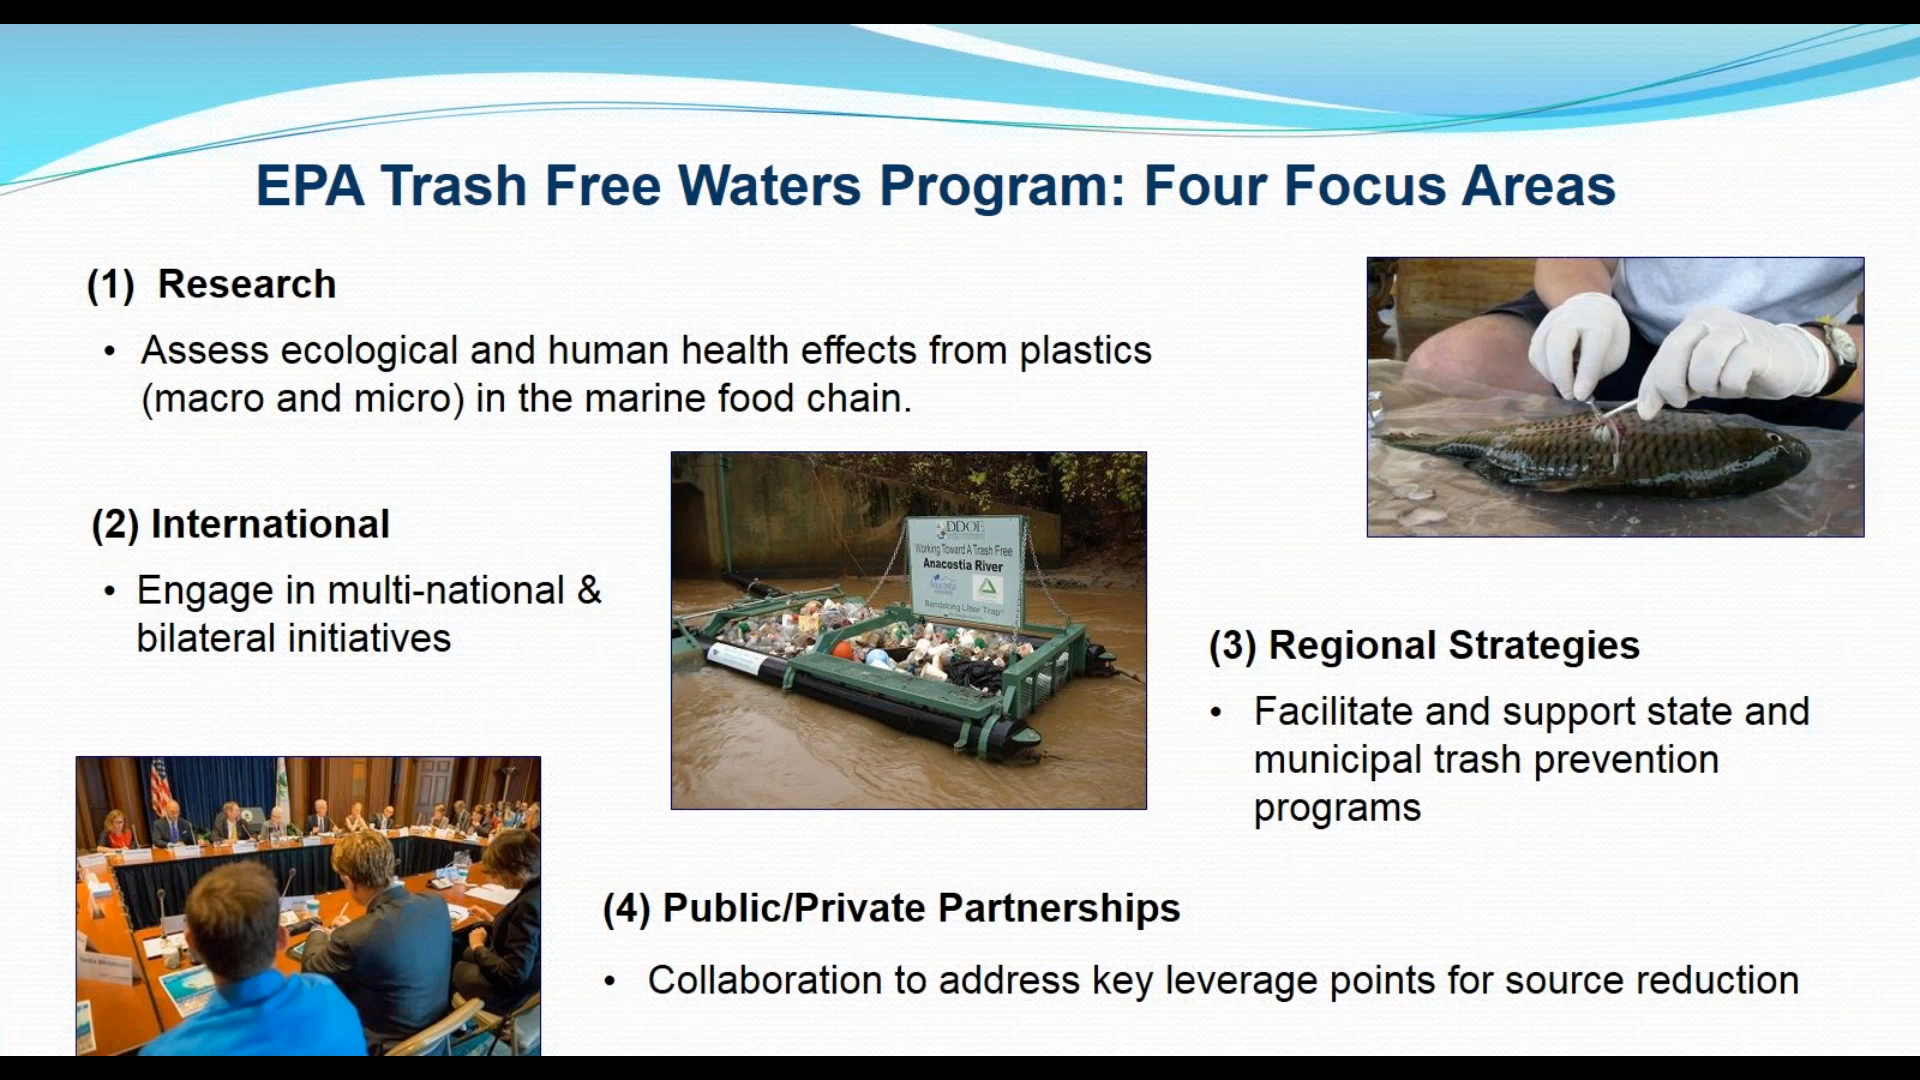 EPA Trash Free Waters Program: Four Focus Areas
(1) Research
• Assess ecological and human health effects from plastics
(macro and micro) in the marine food chain.
(2) International
• Engage in multi-national &
bilateral initiatives
DDOE
Working Toward A Trash Free
Anacostia River
Bandalong Litter Trap
(3) Regional Strategies
• Facilitate and support state and
municipal trash prevention
programs
(4) Public/Private Partnerships
• Collaboration to address key leverage points for source reduction